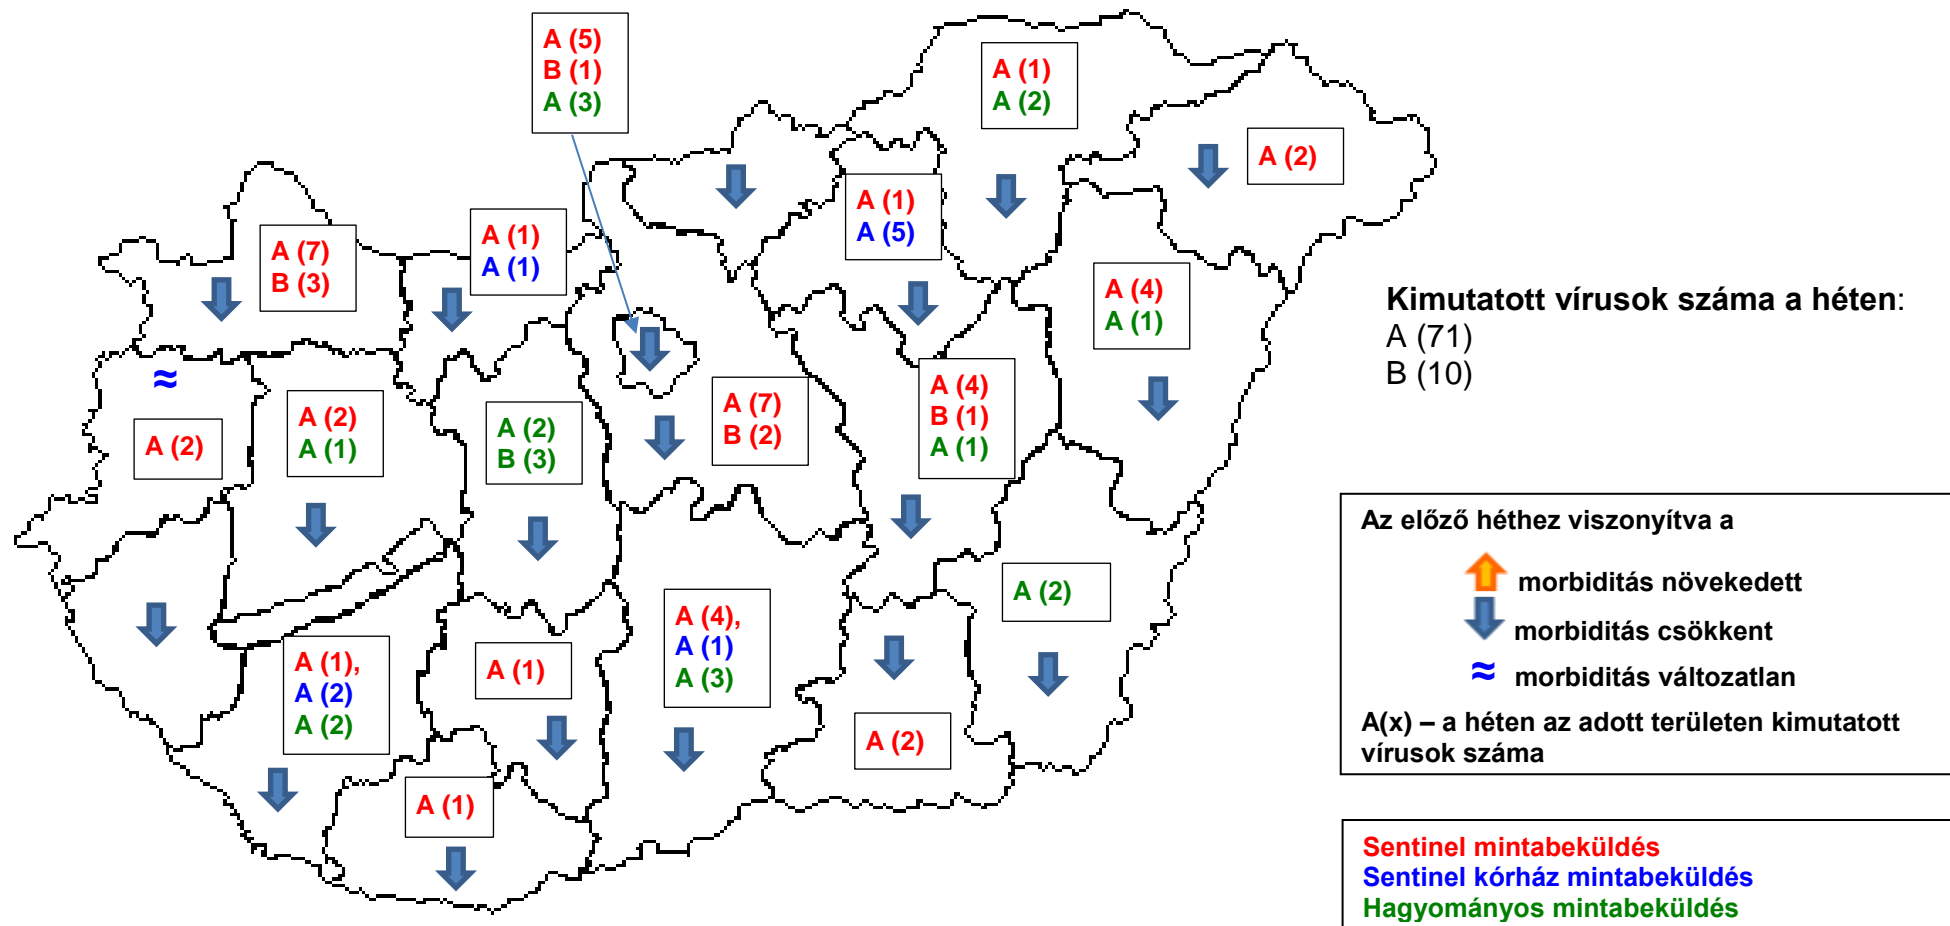 A (5)
B (1)
A (3)
A (1)
A (2)
A (2)
A (1)
A (5)
A (7)
B (3)
A (1)
A (1)
A (4)
A (1)
Kimutatott vírusok száma a héten:
A (71)
B (10)
≈
A (2)
A (2)
A (1)
A (2)
B (3)
A (7)
B (2)
A (4)
B (1)
A (1)
A (2)
A (1),
A (2)
A (2)
A (1)
A (4),
A (1)
A (3)
A (2)
A (1)
Az előző héthez viszonyítva a
morbiditás növekedett
morbiditás csökkent
≈ morbiditás változatlan
A(x) – a héten az adott területen kimutatott
vírusok száma
Sentinel mintabeküldés
Sentinel kórház mintabeküldés
Hagyományos mintabeküldés